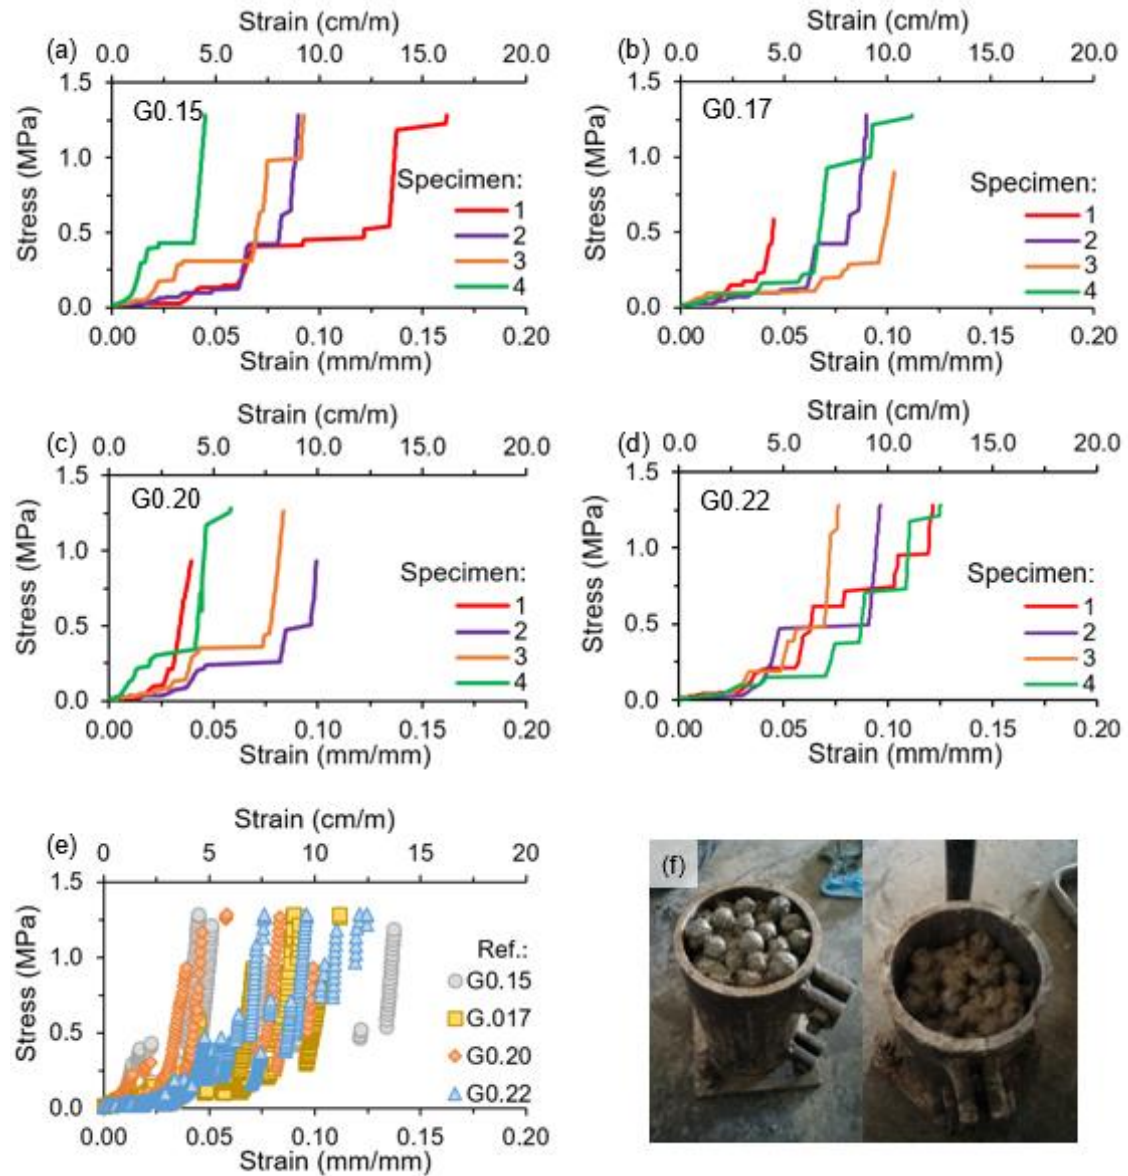 Strain (cm/m)
(a) 0.0 5.0 10.0 15.0 20.0
1.5
G0.15
1.0
Specimen:
1
0.5
2
3
0.0
4
0.00 0.05 0.10 0.15 0.20
Strain (mm/mm)
Stress (MPa)
Strain (cm/m)
(b) 0.0 5.0 10.0 15.0 20.0
1.5
G0.17
1.0
Specimen:
1
0.5
2
3
0.0
4
0.00 0.05 0.10 0.15 0.20
Strain (mm/mm)
Stress (MPa)
Strain (cm/m)
(c) 0.0 5.0 10.0 15.0 20.0
1.5
G0.20
1.0
Specimen:
1
0.5
2
3
0.0
4
0.00 0.05 0.10 0.15 0.20
Strain (mm/mm)
Stress (MPa)
Strain (cm/m)
(d) 0.0 5.0 10.0 15.0 20.0
1.5
G0.22
1.0
Specimen:
1
0.5
2
3
0.0
4
0.00 0.05 0.10 0.15 0.20
Strain (mm/mm)
Stress (MPa)
Strain (cm/m)
(e) 0 5 10 15 20
1.5
Ref.:
1.0
G0.15
G.017
0.5
G0.20
G0.22
0.0
0.00 0.05 0.10 0.15 0.20
Strain (mm/mm)
Stress (MPa)
(f)